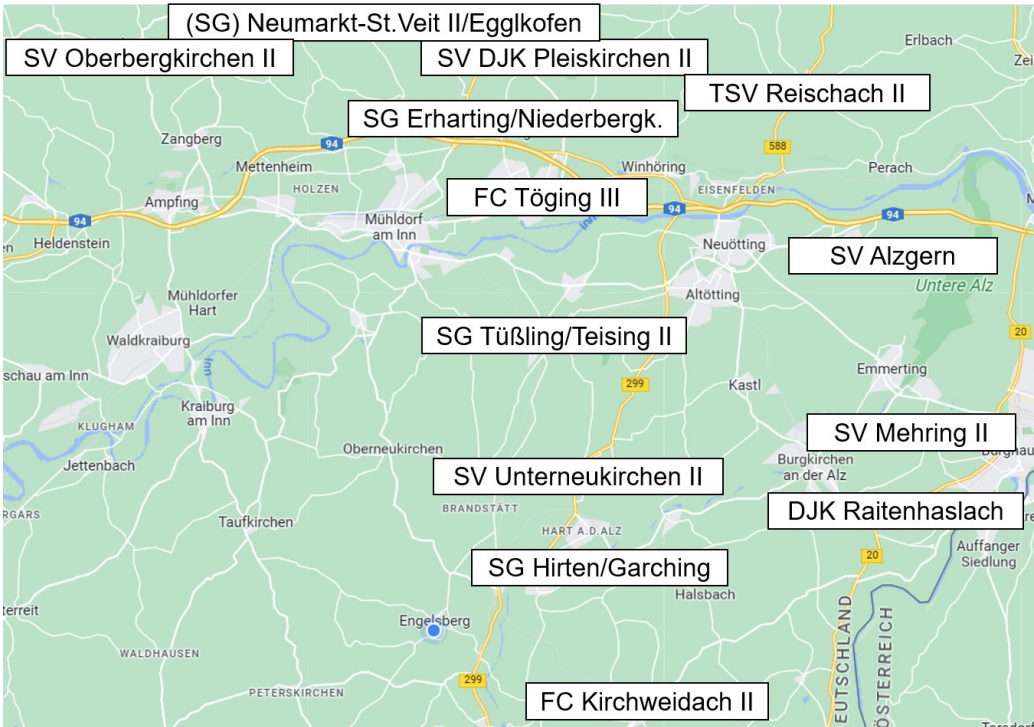 (SG) Neumarkt-St.Veit II/Egglkofen
SV Oberbergkirchen II
SV DJK Pleiskirchen II
Erlbach
TSV Reischach II
SG Erharting/Niederbergk.
Zangberg
94
588
Mettenheim
Winhöring
Perach
HOLZEN
EISENFELDEN
Ampfing
FC Töging III
94
94
94
Mühldorf
am Inn
Inn
Heldenstein
Neuötting
SV Alzgern
Mühldorfer
Hart
Altötting
Untere Alz
Waldkraiburg
SG Tüßling/Teising II
20
schau am Inn
Inn
299
Kastl
Emmerting
Kraiburg
am Inn
KLUGHAM
SV Mehring II
Jettenbach
Oberneukirchen
Burgkirchen
an der Alz
SV Unterneukirchen II
BRANDSTÄTT
DJK Raitenhaslach
Taufkirchen
HART A.D.ALZ
Auffanger
Siedlung
20
SG Hirten/Garching
Halsbach
Engelsberg
WALDHAUSEN
DEUTSCHLAND
ÖSTERREICH
PETERSKIRCHEN
299
FC Kirchweidach II